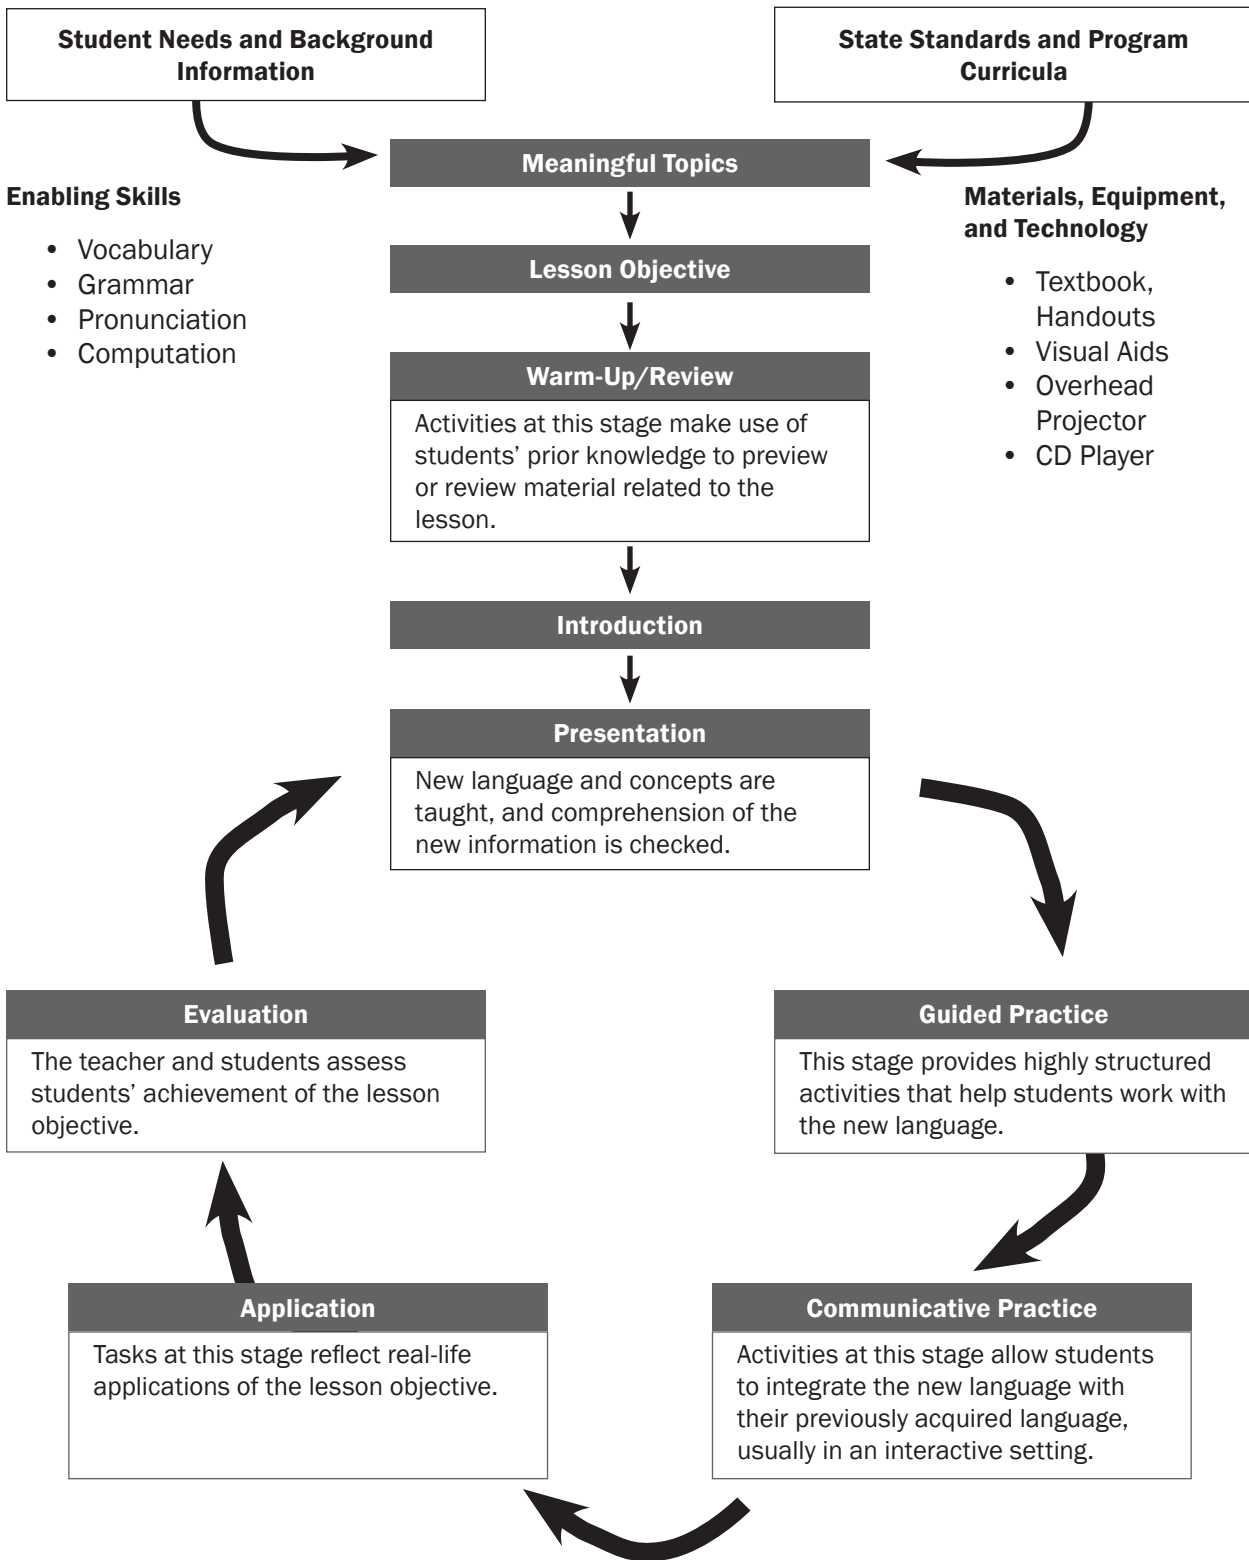 Student Needs and Background
Information
State Standards and Program
Curricula
Meaningful Topics
Enabling Skills
• Vocabulary
• Grammar
• Pronunciation
• Computation
Materials, Equipment,
and Technology
• Textbook,
Handouts
• Visual Aids
• Overhead
Projector
• CD Player
Lesson Objective
Warm-Up/Review
Activities at this stage make use of
students’ prior knowledge to preview
or review material related to the
lesson.
Introduction
Presentation
New language and concepts are
taught, and comprehension of the
new information is checked.
Evaluation
The teacher and students assess
students’ achievement of the lesson
objective.
Guided Practice
This stage provides highly structured
activities that help students work with
the new language.
Application
Tasks at this stage reflect real-life
applications of the lesson objective.
Communicative Practice
Activities at this stage allow students
to integrate the new language with
their previously acquired language,
usually in an interactive setting.